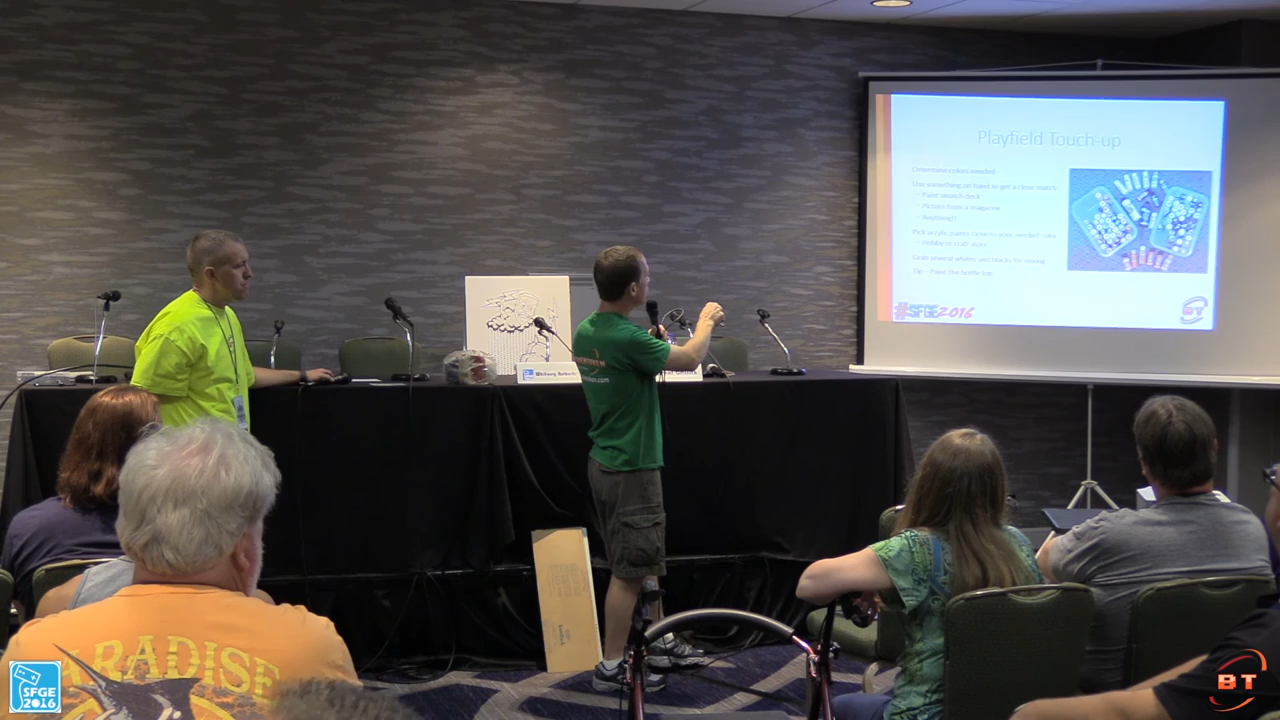 Playfield Touch-up
Determine colors needed
Use something on hand to get a close match
– Paint swatch deck
– Picture from a magazine
– Anything!!
Pick acrylic paints close to your needed
– Hobby or craft store
Grab several whites and blacks for mixing
Tip – Paint the bottle top
#SFGE2016
BT
PARADISE
SFGE
2016
BT